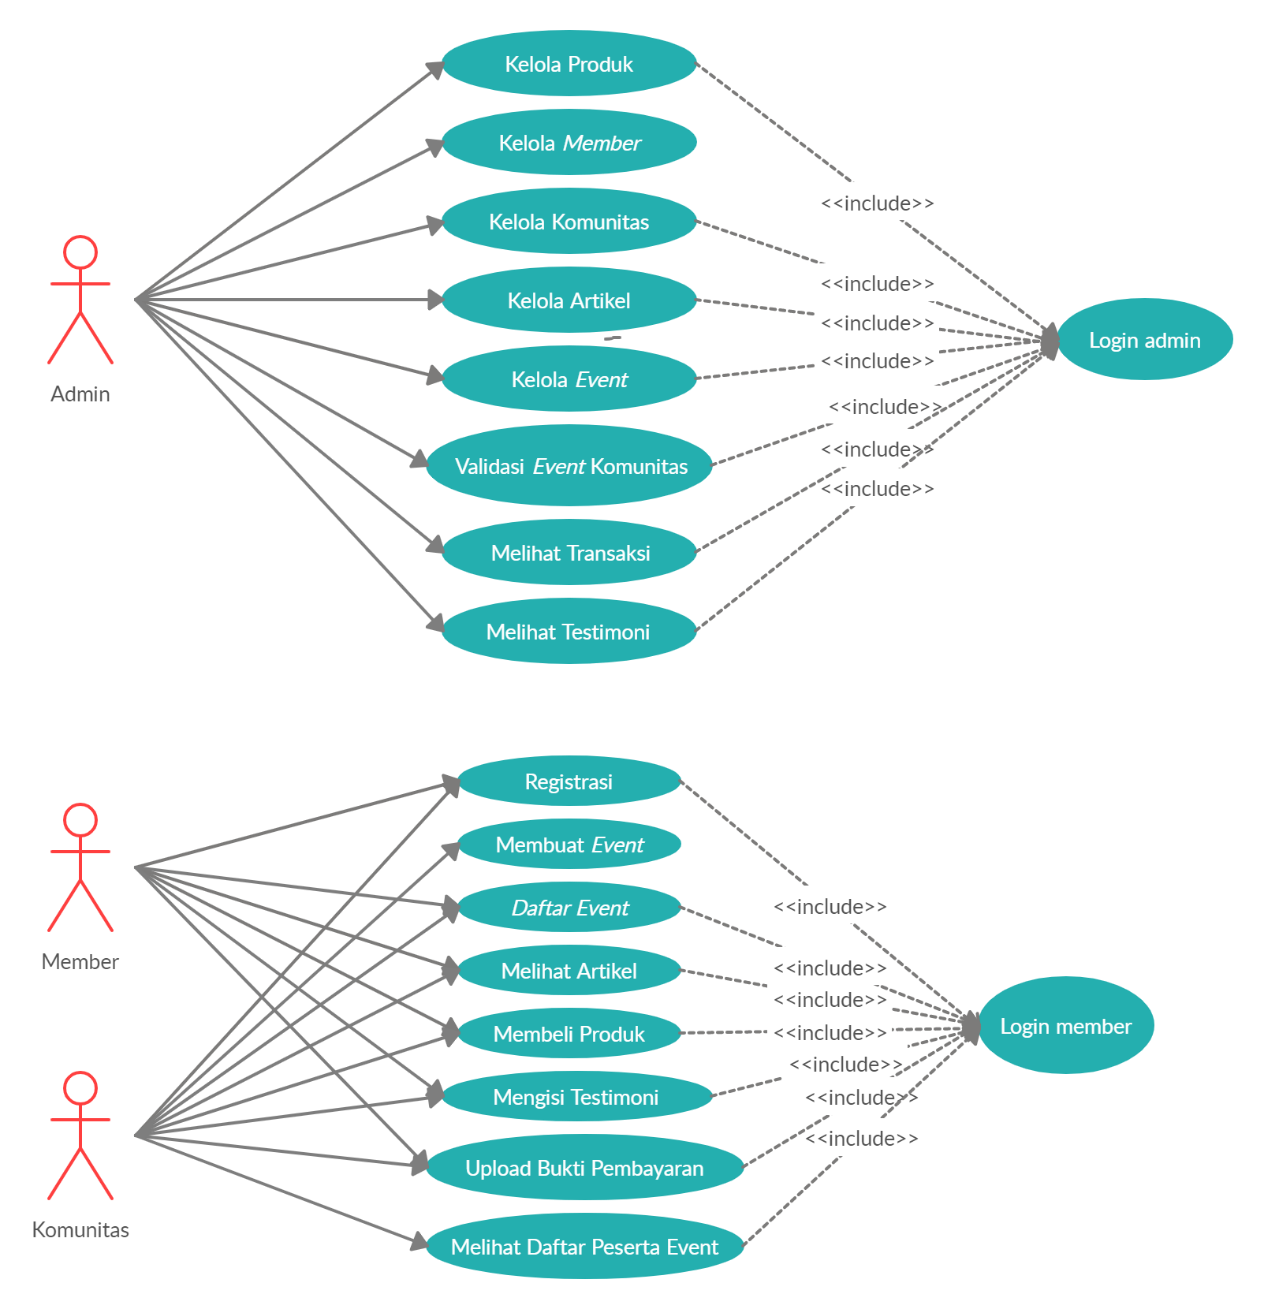 Kelola Produk
Kelola Member
<<include>>
Kelola Komunitas
<<include>>
Kelola Artikel
<<include>>
Login admin
Kelola Event
<<include>>
Admin
<<include>>
Validasi Event Komunitas
<<include>>
<<include>>
Melihat Transaksi
Melihat Testimoni
Registrasi
Membuat Event
Daftar Event
<<include>>
Member
Melihat Artikel
<<include>>
<<include>>
Login member
Membeli Produk
<<include>>
<<include>>
Mengisi Testimoni
<<include>>
<<include>>
Upload Bukti Pembayaran
Komunitas
Melihat Daftar Peserta Event